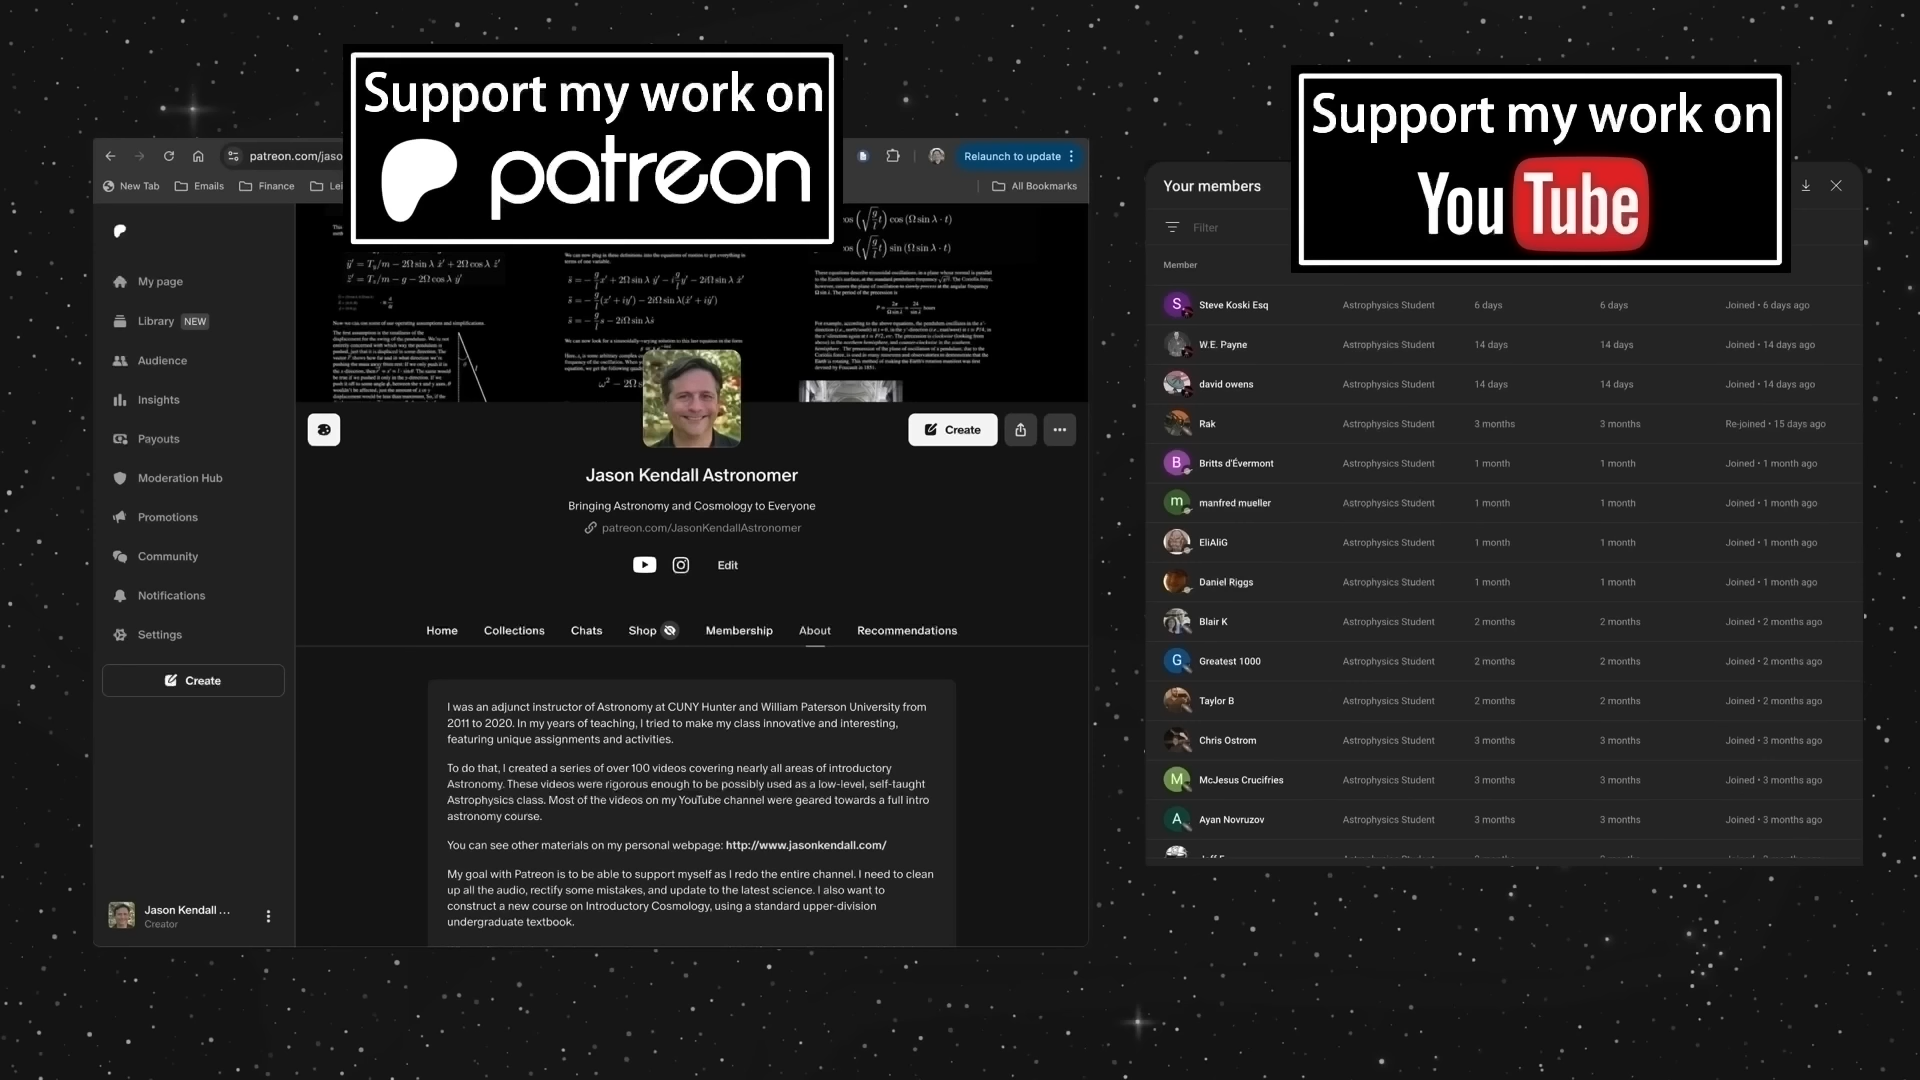 Support my work on
patreon
Support my work on
YouTube
patreon.com/jaso
Relaunch to update
New Tab
Emails
Finance
Lei
All Bookmarks
My page
Library NEW
Audience
Insights
Payouts
Moderation Hub
Promotions
Community
Notifications
Settings
Create
Jason Kendall ...
Creator
Create
Jason Kendall Astronomer
Bringing Astronomy and Cosmology to Everyone
patreon.com/JasonKendallAstronomer
Edit
Home Collections Chats Shop Membership About Recommendations
I was an adjunct instructor of Astronomy at CUNY Hunter and William Paterson University from
2011 to 2020. In my years of teaching, I tried to make my class innovative and interesting,
featuring unique assignments and activities.
To do that, I created a series of over 100 videos covering nearly all areas of introductory
Astronomy. These videos were rigorous enough to be possibly used as a low-level, self-taught
Astrophysics class. Most of the videos on my YouTube channel were geared towards a full intro
astronomy course.
You can see other materials on my personal webpage: http://www.jasonkendall.com/
My goal with Patreon is to be able to support myself as I redo the entire channel. I need to clean
up all the audio, rectify some mistakes, and update to the latest science. I also want to
construct a new course on Introductory Cosmology, using a standard upper-division
undergraduate textbook.
Your members
Filter
Member
Steve Koski Esq Astrophysics Student 6 days 6 days Joined • 6 days ago
W.E. Payne Astrophysics Student 14 days 14 days Joined • 14 days ago
david owens Astrophysics Student 14 days 14 days Joined • 14 days ago
Rak Astrophysics Student 3 months 3 months Re-joined • 15 days ago
B Britts d'Évermont Astrophysics Student 1 month 1 month Joined • 1 month ago
m manfred mueller Astrophysics Student 1 month 1 month Joined • 1 month ago
EliAliG Astrophysics Student 1 month 1 month Joined • 1 month ago
Daniel Riggs Astrophysics Student 1 month 1 month Joined • 1 month ago
Blair K Astrophysics Student 2 months 2 months Joined • 2 months ago
G Greatest 1000 Astrophysics Student 2 months 2 months Joined • 2 months ago
Taylor B Astrophysics Student 2 months 2 months Joined • 2 months ago
Chris Ostrom Astrophysics Student 3 months 3 months Joined • 3 months ago
M McJesus Crucifries Astrophysics Student 3 months 3 months Joined • 3 months ago
A Ayan Novruzov Astrophysics Student 3 months 3 months Joined • 3 months ago